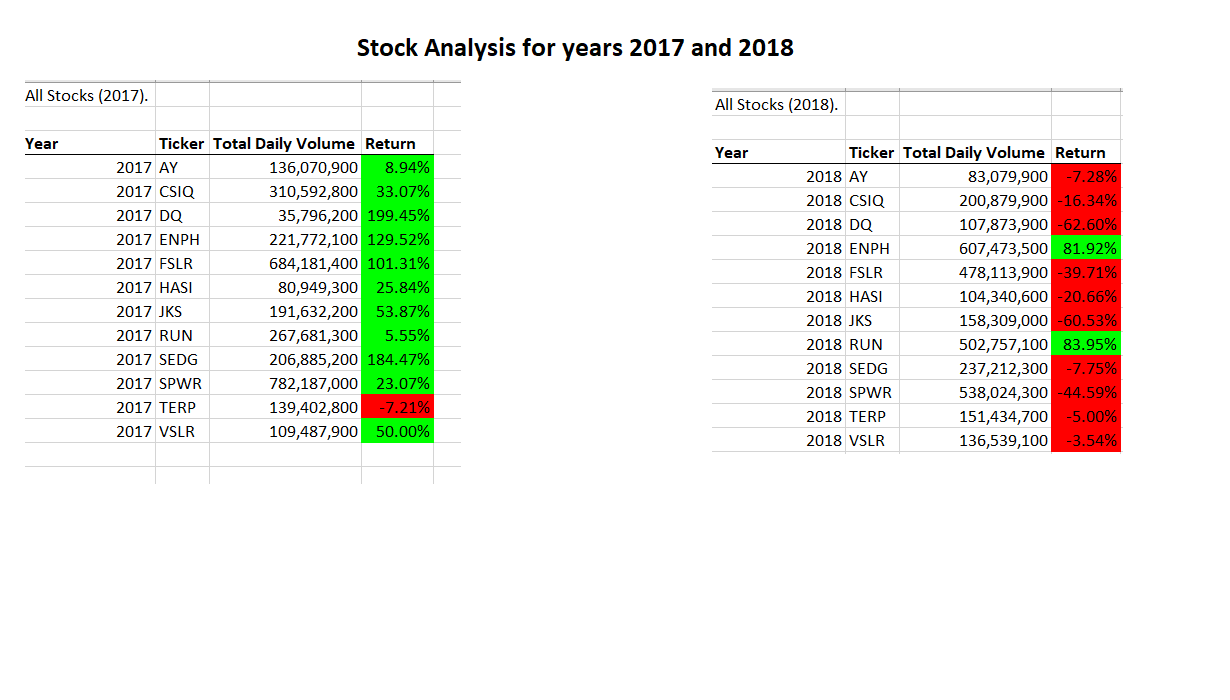 Stock Analysis for years 2017 and 2018
All Stocks (2017).
Year Ticker Total Daily Volume Return
2017 AY 136,070,900 8.94%
2017 CSIQ 310,592,800 33.07%
2017 DQ 35,796,200 199.45%
2017 ENPH 221,772,100 129.52%
2017 FSLR 684,181,400 101.31%
2017 HASI 80,949,300 25.84%
2017 JKS 191,632,200 53.87%
2017 RUN 267,681,300 5.55%
2017 SEDG 206,885,200 184.47%
2017 SPWR 782,187,000 23.07%
2017 TERP 139,402,800 -7.21%
2017 VSLR 109,487,900 50.00%
All Stocks (2018).
Year Ticker Total Daily Volume Return
2018 AY 83,079,900 -7.28%
2018 CSIQ 200,879,900 -16.34%
2018 DQ 107,873,900 -62.60%
2018 ENPH 607,473,500 81.92%
2018 FSLR 478,113,900 -39.71%
2018 HASI 104,340,600 -20.66%
2018 JKS 158,309,000 -60.53%
2018 RUN 502,757,100 83.95%
2018 SEDG 237,212,300 -7.75%
2018 SPWR 538,024,300 -44.59%
2018 TERP 151,434,700 -5.00%
2018 VSLR 136,539,100 -3.54%